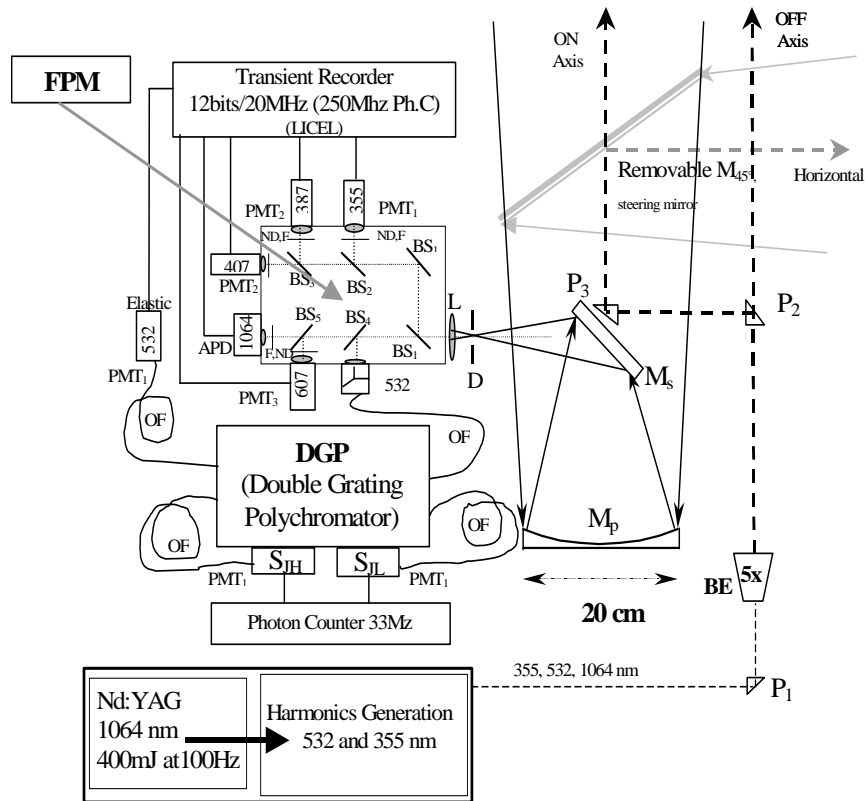 FPM
Transient Recorder
12bits/20MHz (250Mhz Ph.C)
(LICEL)
ON
Axis
OFF
Axis
Removable M45°,
steering mirror
Horizontal
PMT2
387
355
PMT1
ND,F
ND,F
BS1
407
PMT2
BS3
BS2
Elastic
532
PMT1
1064
APD
BS5
BS4
BS1
L
D
F,ND
607
PMT3
532
P3
P2
Ms
OF
OF
DGP
(Double Grating
Polychromator)
OF
OF
SJH
SJL
PMT1
PMT1
Photon Counter 33Mz
Mp
20 cm
BE
5x
355, 532, 1064 nm
P1
Nd:YAG
1064 nm
400mJ at100Hz
Harmonics Generation
532 and 355 nm